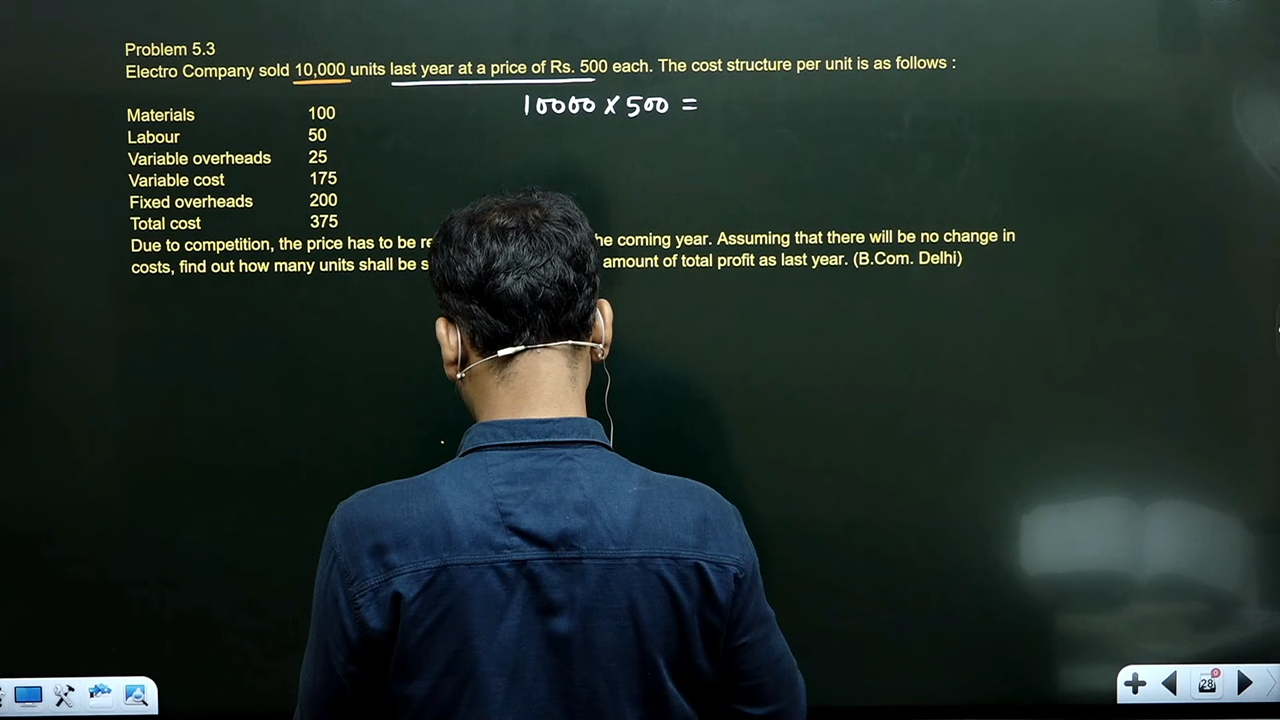 Problem 5.3
Electro Company sold 10,000 units last year at a price of Rs. 500 each. The cost structure per unit is as follows :
10000 × 500 =
Materials 100
Labour 50
Variable overheads 25
Variable cost 175
Fixed overheads 200
Total cost 375
Due to competition, the price has to be re he coming year. Assuming that there will be no change in
costs, find out how many units shall be s amount of total profit as last year. (B.Com. Delhi)
28